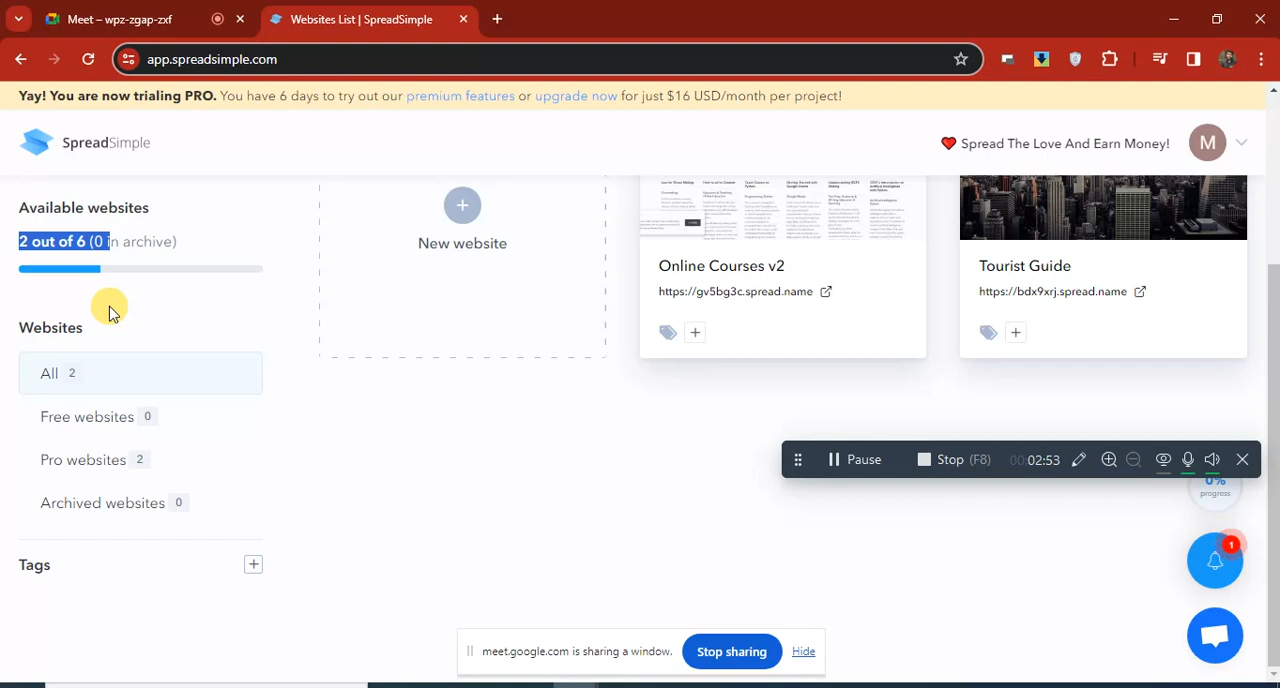 Meet – wpz-zgap-zxf
Websites List | SpreadSimple
app.spreadsimple.com
Yay! You are now trialing PRO. You have 6 days to try out our premium features or upgrade now for just $16 USD/month per project!
SpreadSimple
Spread The Love And Earn Money!
M
2 out of 6 (0 in archive)
Websites
All 2
Free websites 0
Pro websites 2
Archived websites 0
Tags
New website
Online Courses v2
https://gv5bg3c.spread.name
Tourist Guide
https://bdx9xrj.spread.name
Pause
Stop (F8)
00:02:53
0%
progress
1
meet.google.com is sharing a window.
Stop sharing
Hide